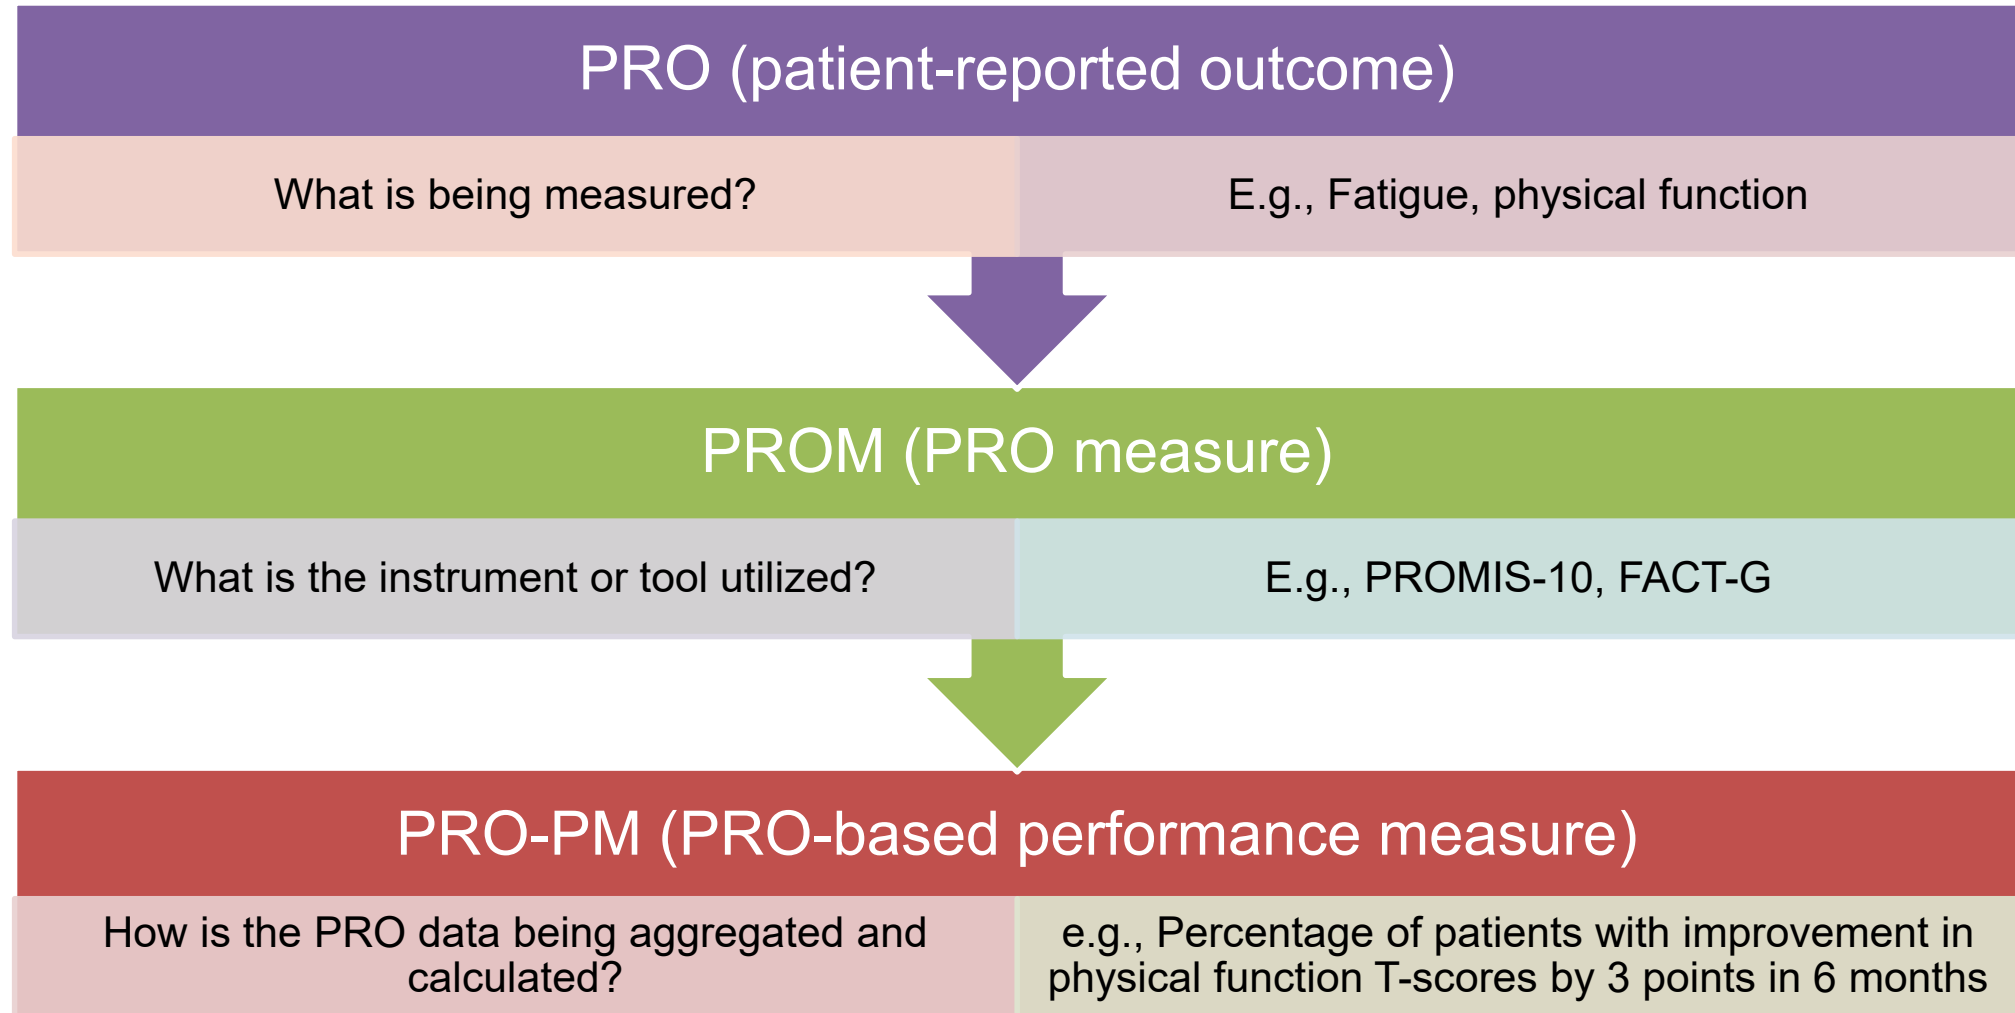 PRO (patient-reported outcome)
What is being measured?
E.g., Fatigue, physical function
PROM (PRO measure)
What is the instrument or tool utilized?
E.g., PROMIS-10, FACT-G
PRO-PM (PRO-based performance measure)
How is the PRO data being aggregated and
calculated?
e.g., Percentage of patients with improvement in
physical function T-scores by 3 points in 6 months